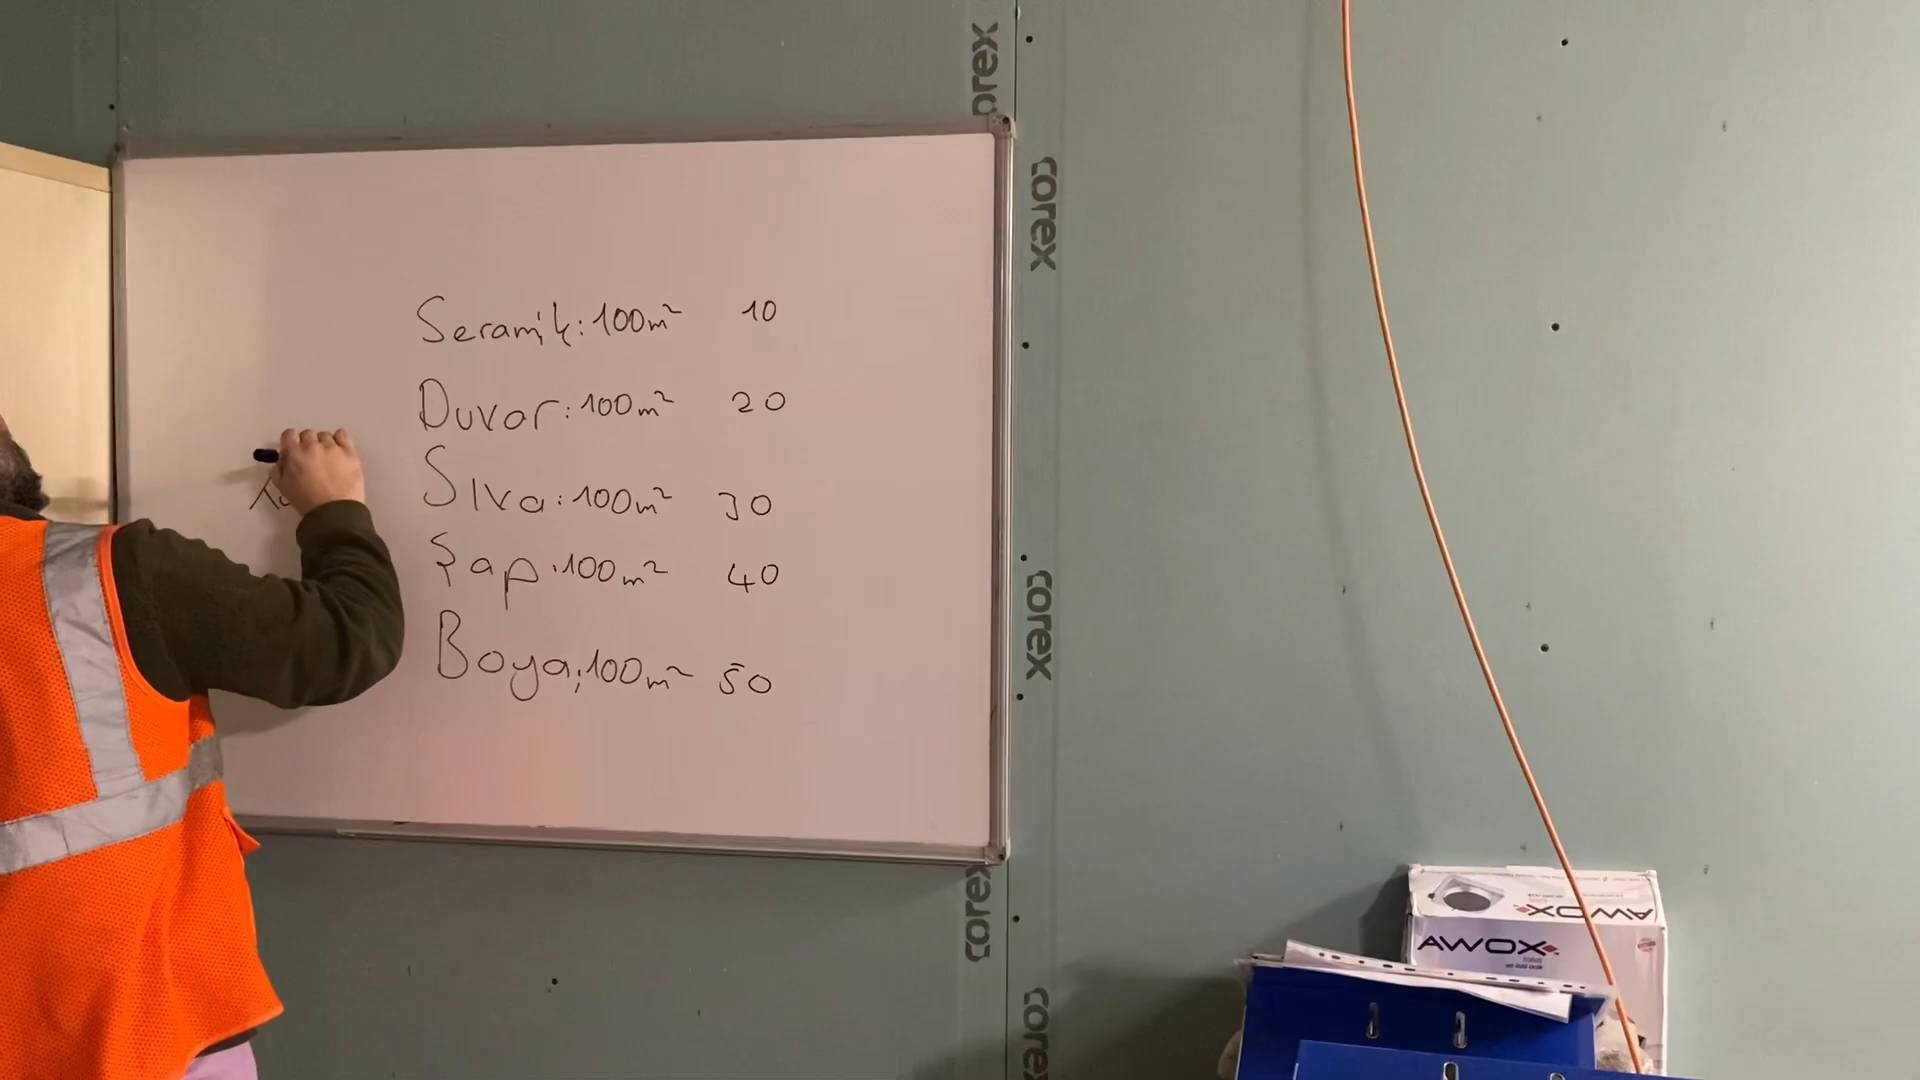 Seramik: 100m² 10
Duvar: 100m² 20
Sıva: 100m² 30
Şap: 100m² 40
Boya: 100m² 50
orex
corex
corex
corex
corex
AWOX
AWOX